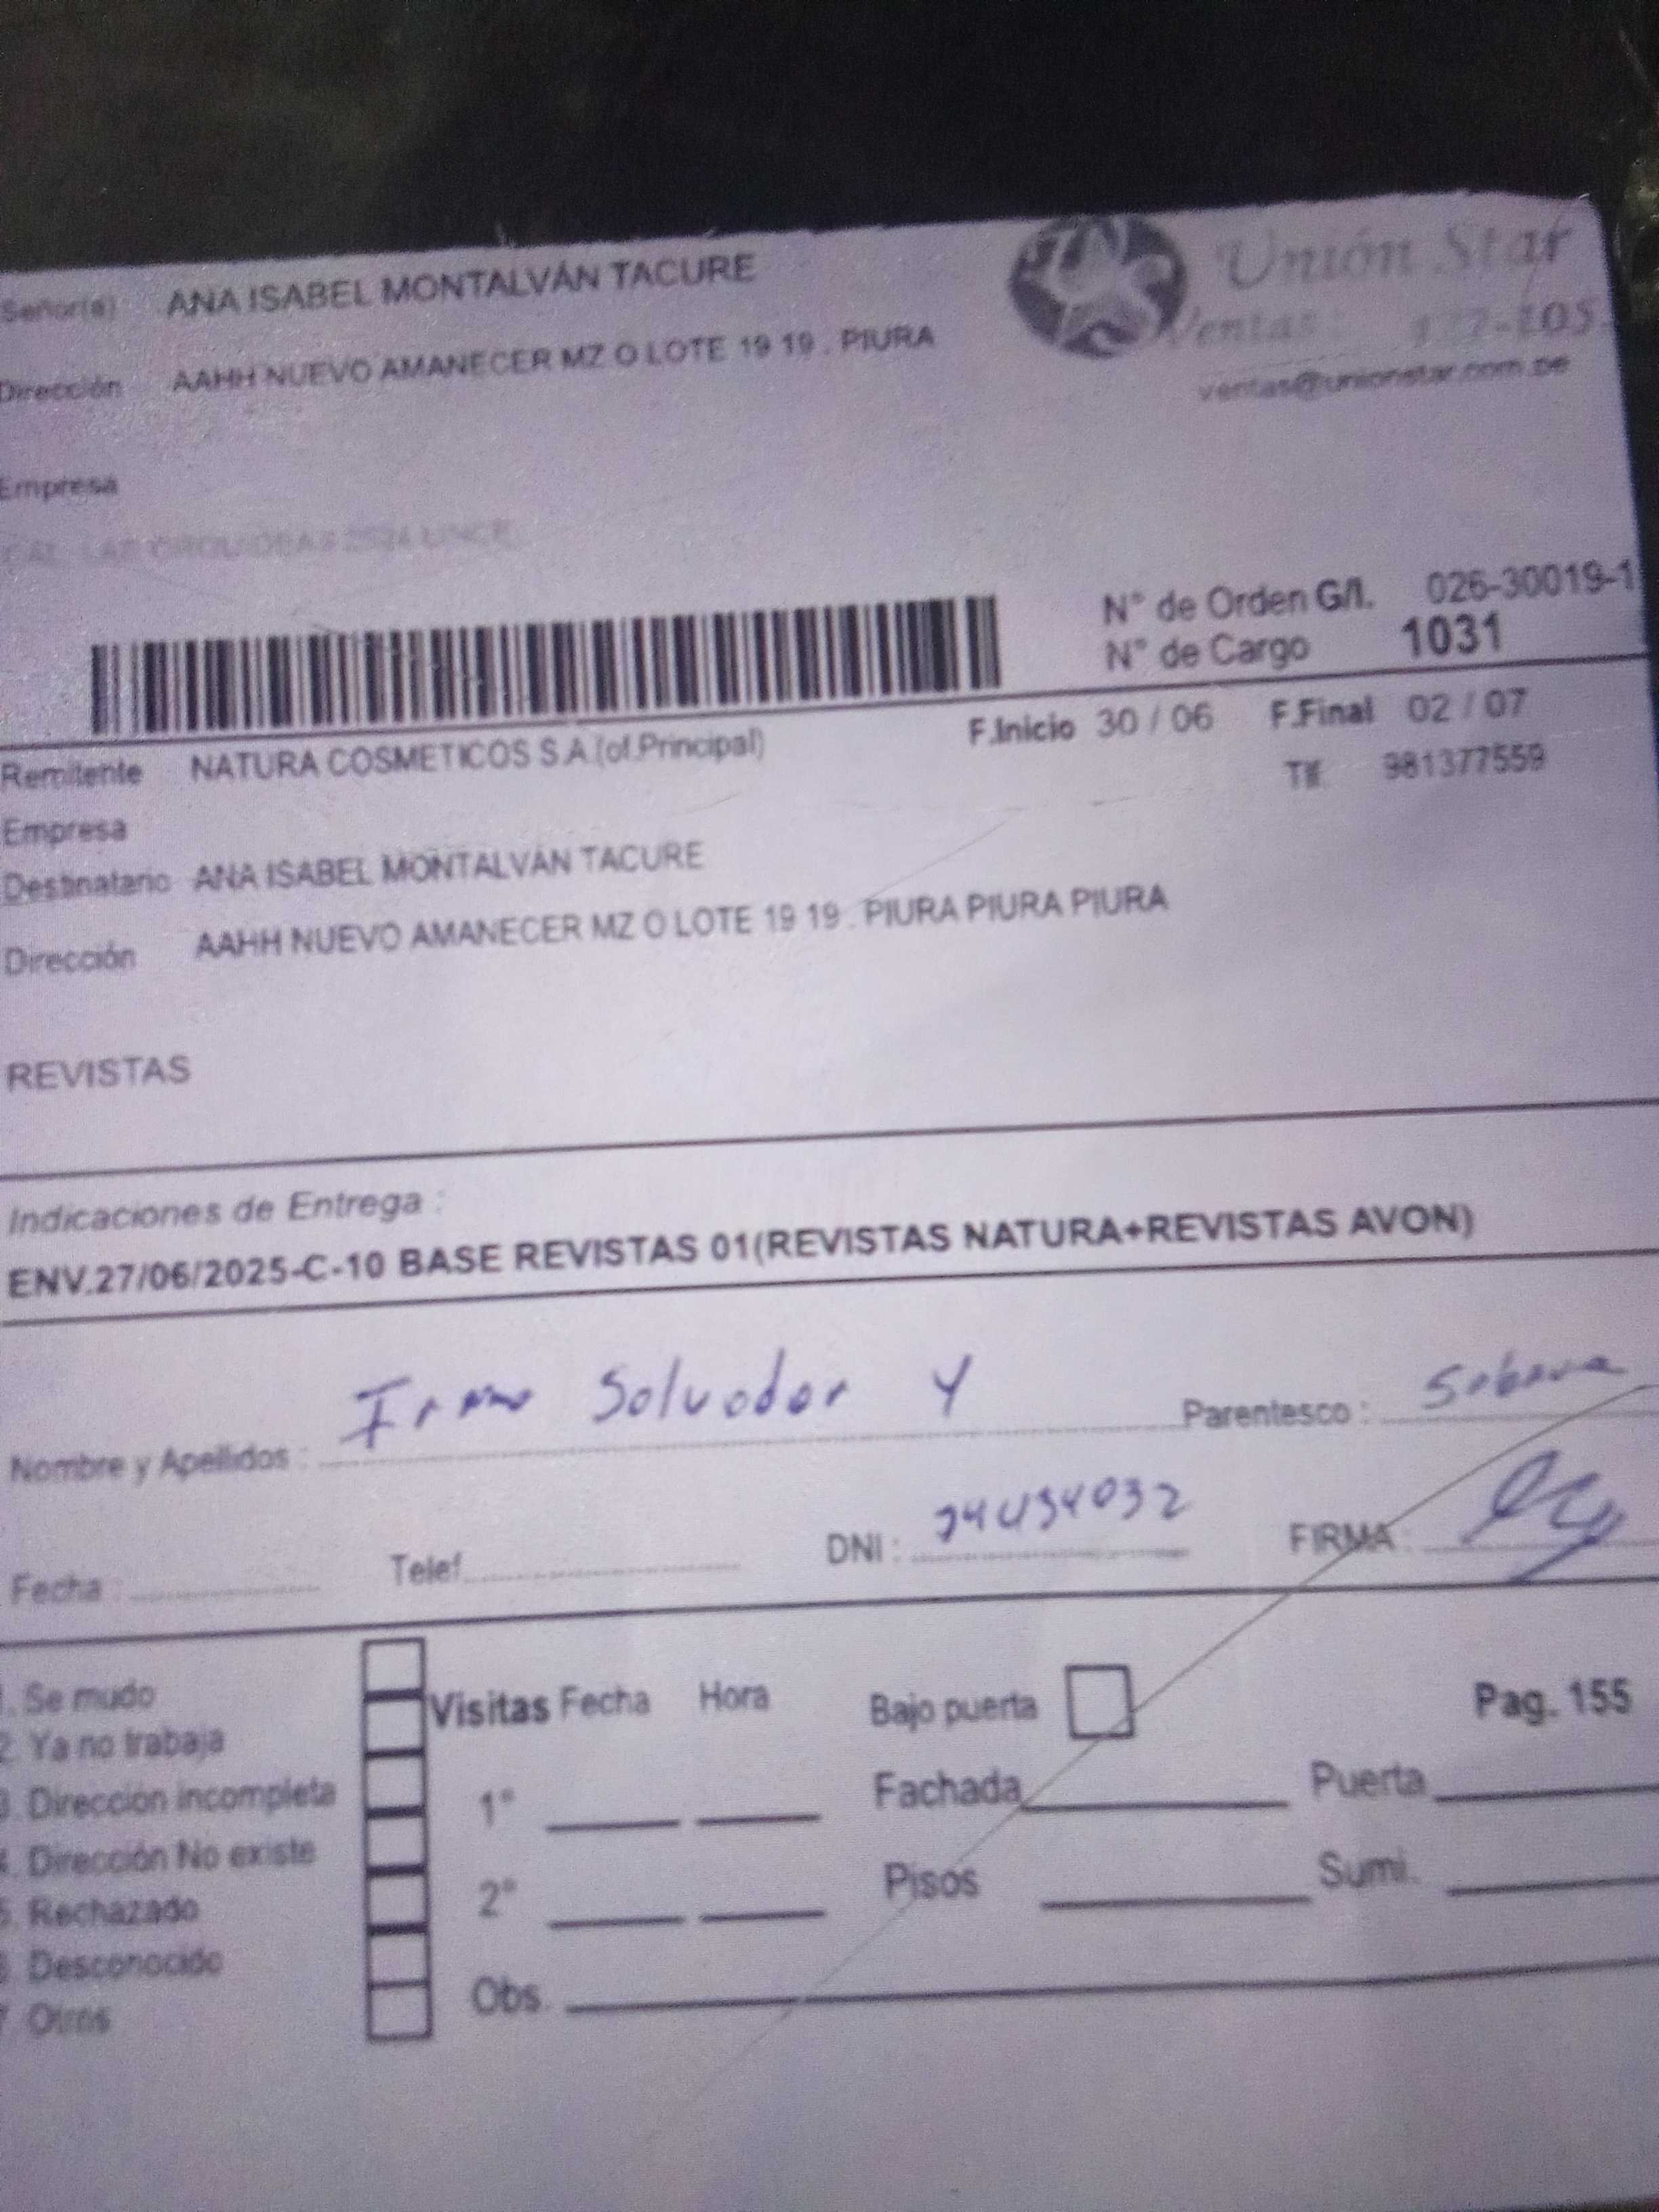 Señor(a) ANA ISABEL MONTALVÁN TACURE
Unión Star
Dirección AAHH NUEVO AMANECER MZ O LOTE 19 19 . PIURA
Ventas
ventas@unionstar.com.pe
Empresa
N° de Orden G/I. 026-30019-1
N° de Cargo 1031
Remitente NATURA COSMETICOS S.A.(of.Principal) F.Inicio 30 / 06 F.Final 02 / 07
Tlf. 981377559
Empresa
Destinatario ANA ISABEL MONTALVÁN TACURE
Dirección AAHH NUEVO AMANECER MZ O LOTE 19 19 . PIURA PIURA PIURA
REVISTAS
Indicaciones de Entrega :
ENV.27/06/2025-C-10 BASE REVISTAS 01(REVISTAS NATURA+REVISTAS AVON)
Nombre y Apellidos : Salvador Y Parentesco :
Fecha : Telef. DNI : FIRMA :
1. Se mudo
2. Ya no trabaja
3. Dirección incompleta
4. Dirección No existe
5. Rechazado
6. Desconocido
7. Otros
Visitas Fecha Hora Bajo puerta Pag. 155
1° Fachada Puerta
2° Pisos Sumi.
Obs.